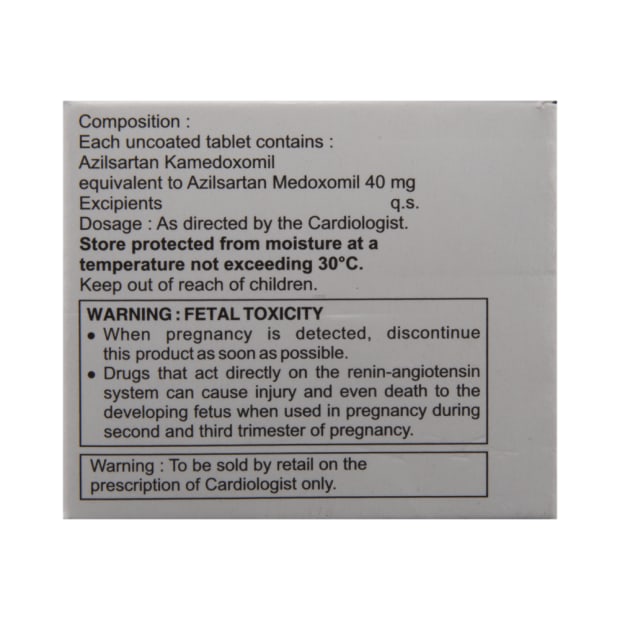 Composition :
Each uncoated tablet contains :
Azilsartan Kamedoxomil
equivalent to Azilsartan Medoxomil 40 mg
Excipients q.s.
Dosage : As directed by the Cardiologist.
Store protected from moisture at a
temperature not exceeding 30°C.
Keep out of reach of children.
WARNING : FETAL TOXICITY
• When pregnancy is detected, discontinue
this product as soon as possible.
• Drugs that act directly on the renin-angiotensin
system can cause injury and even death to the
developing fetus when used in pregnancy during
second and third trimester of pregnancy.
Warning : To be sold by retail on the
prescription of Cardiologist only.